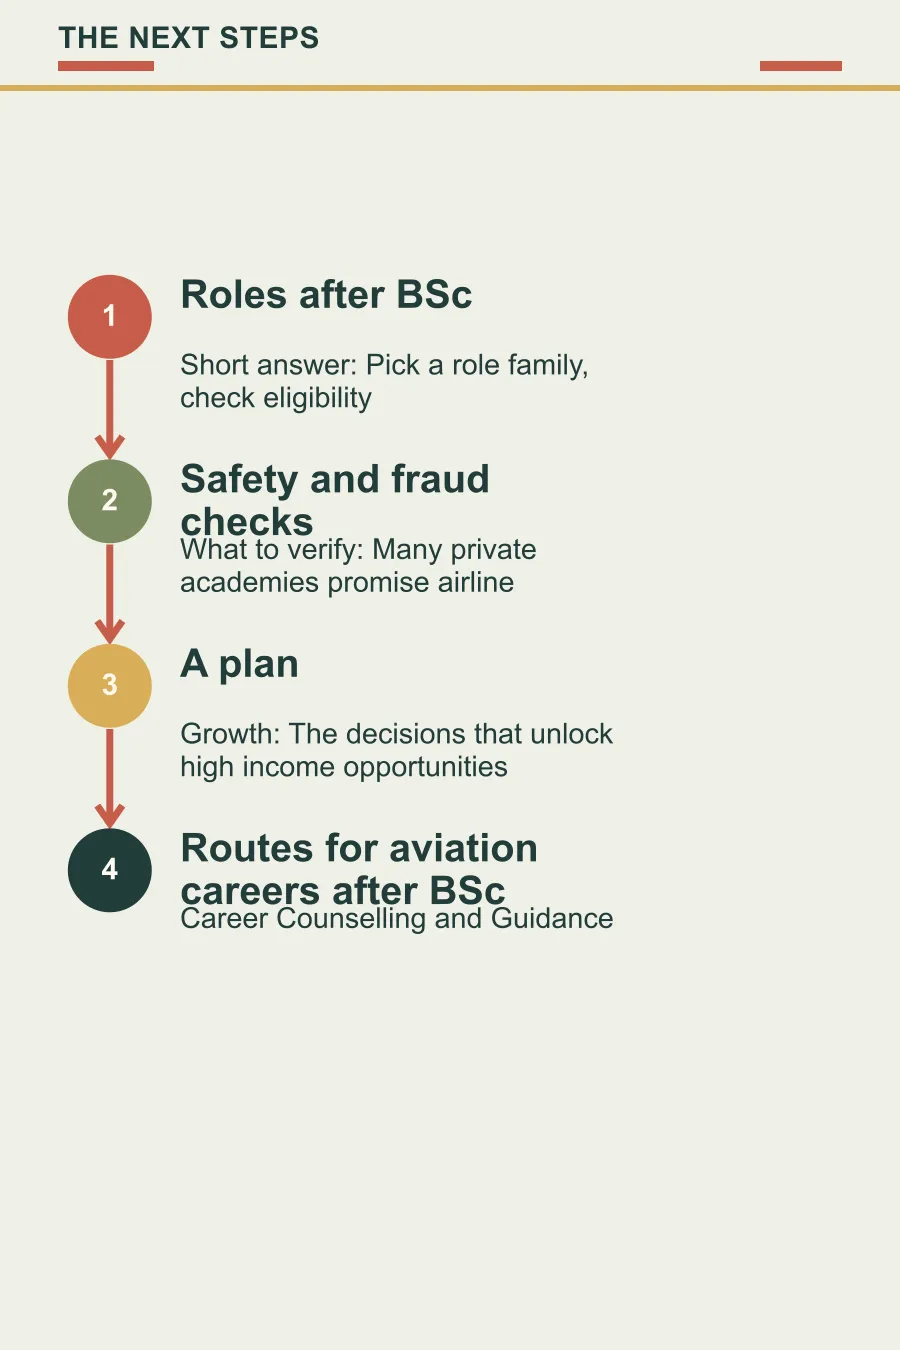 THE NEXT STEPS
1
Roles after BSc
Short answer: Pick a role family,
check eligibility
2
Safety and fraud
checks
What to verify: Many private
academies promise airline
3
A plan
Growth: The decisions that unlock
high income opportunities
4
Routes for aviation
careers after BSc
Career Counselling and Guidance